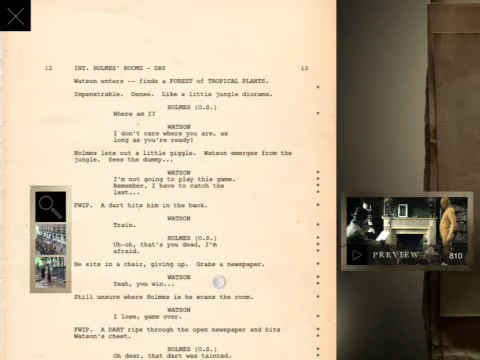 12 INT. HOLMES' ROOMS - DAY 12
Watson enters -- finds a FOREST of TROPICAL PLANTS.
Impenetrable. Dense. Like a little jungle diorama.
HOLMES (O.S.)
Where am I?
WATSON
I don't care where you are, as
long as you're ready!
Holmes lets out a little giggle. Watson emerges from the
jungle. Sees the dummy...
WATSON
I'm not going to play this game.
Remember, I have to catch the
last...
FWIP. A dart hits him in the back.
WATSON
Train.
HOLMES (O.S.)
Uh-oh, that's you dead, I'm
afraid.
He sits in a chair, giving up. Grabs a newspaper.
WATSON
Yeah, you win...
Still unsure where Holmes is he scans the room.
WATSON
I lose, game over.
FWIP. A DART rips through the open newspaper and hits
Watson's chest.
HOLMES (O.S.)
Oh dear, that dart was tainted.
PREVIEW 810